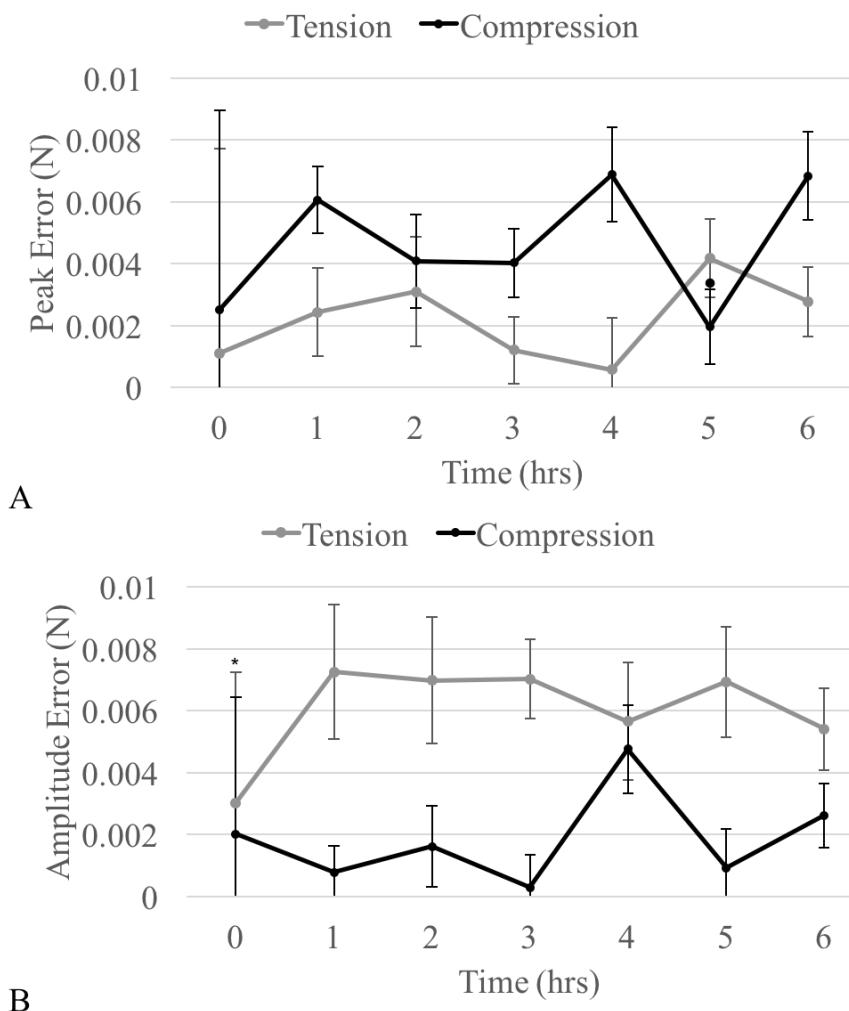 Tension Compression
Peak Error (N)
0.01
0.008
0.006
0.004
0.002
0
0 1 2 3 4 5 6
Time (hrs)
A
Tension Compression
Amplitude Error (N)
0.01
0.008
0.006
0.004
0.002
0
*
0 1 2 3 4 5 6
Time (hrs)
B